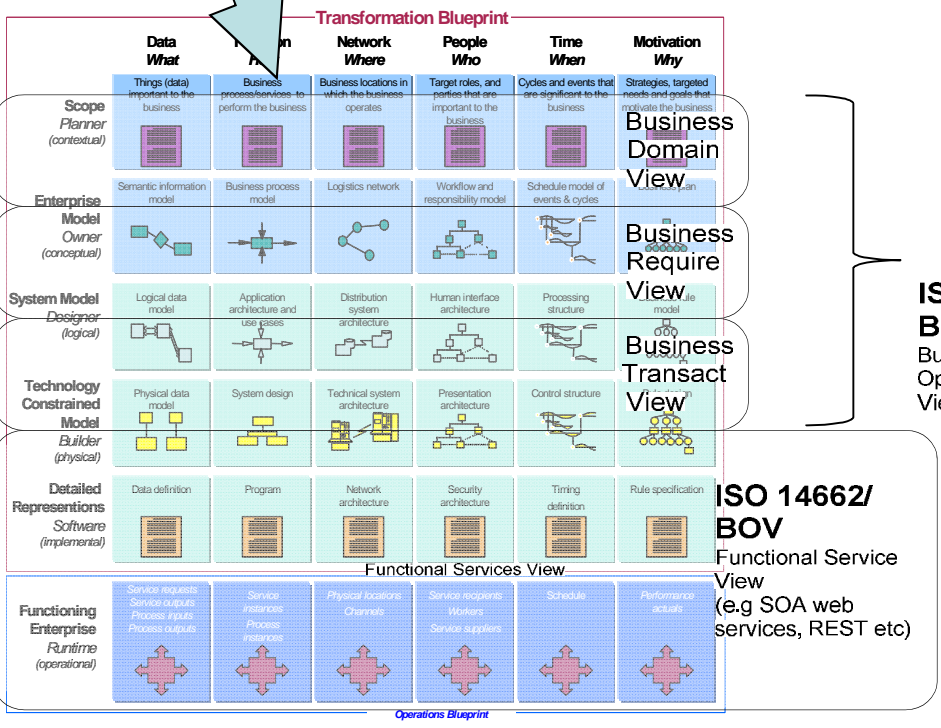 Transformation Blueprint
Data
What
Network
Where
People
Who
Time
When
Motivation
Why
Scope
Planner
(contextual)
Things (data)
important to the
business
Business
process/services to
perform the business
Business locations in
which the business
operates
Target roles, and
parties that are
important to the
business
Cycles and events that
are significant to the
business
Strategies, targeted
needs and goals that
motivate the business
Business
Domain
View
Enterprise
Model
Owner
(conceptual)
Semantic information
model
Business process
model
Logistics network
Workflow and
responsibility model
Schedule model of
events & cycles
plan
Business
Require
View
System Model
Designer
(logical)
Logical data
model
Application
architecture and
use cases
Distribution
system
architecture
Human interface
architecture
Processing
structure
model
Business
Transact
View
Technology
Constrained
Model
Builder
(physical)
Physical data
model
System design
Technical system
architecture
Presentation
architecture
Control structure
Detailed
Represention​s
Software
(implemental)
Data definition
Program
Network
architecture
Security
architecture
Timing
definition
Rule specification
ISO 14662/
BOV
Functional Service
View
(e.g SOA web
services, REST etc)
Functional Services View
Functioning
Enterprise
Runtime
(operational)
Service requests
Service outputs
Process inputs
Process outputs
Service
instances
Process
instances
Physical locations
Channels
Service recipients
Workers
Service suppliers
Schedule
Performance
actuals
Operations Blueprint